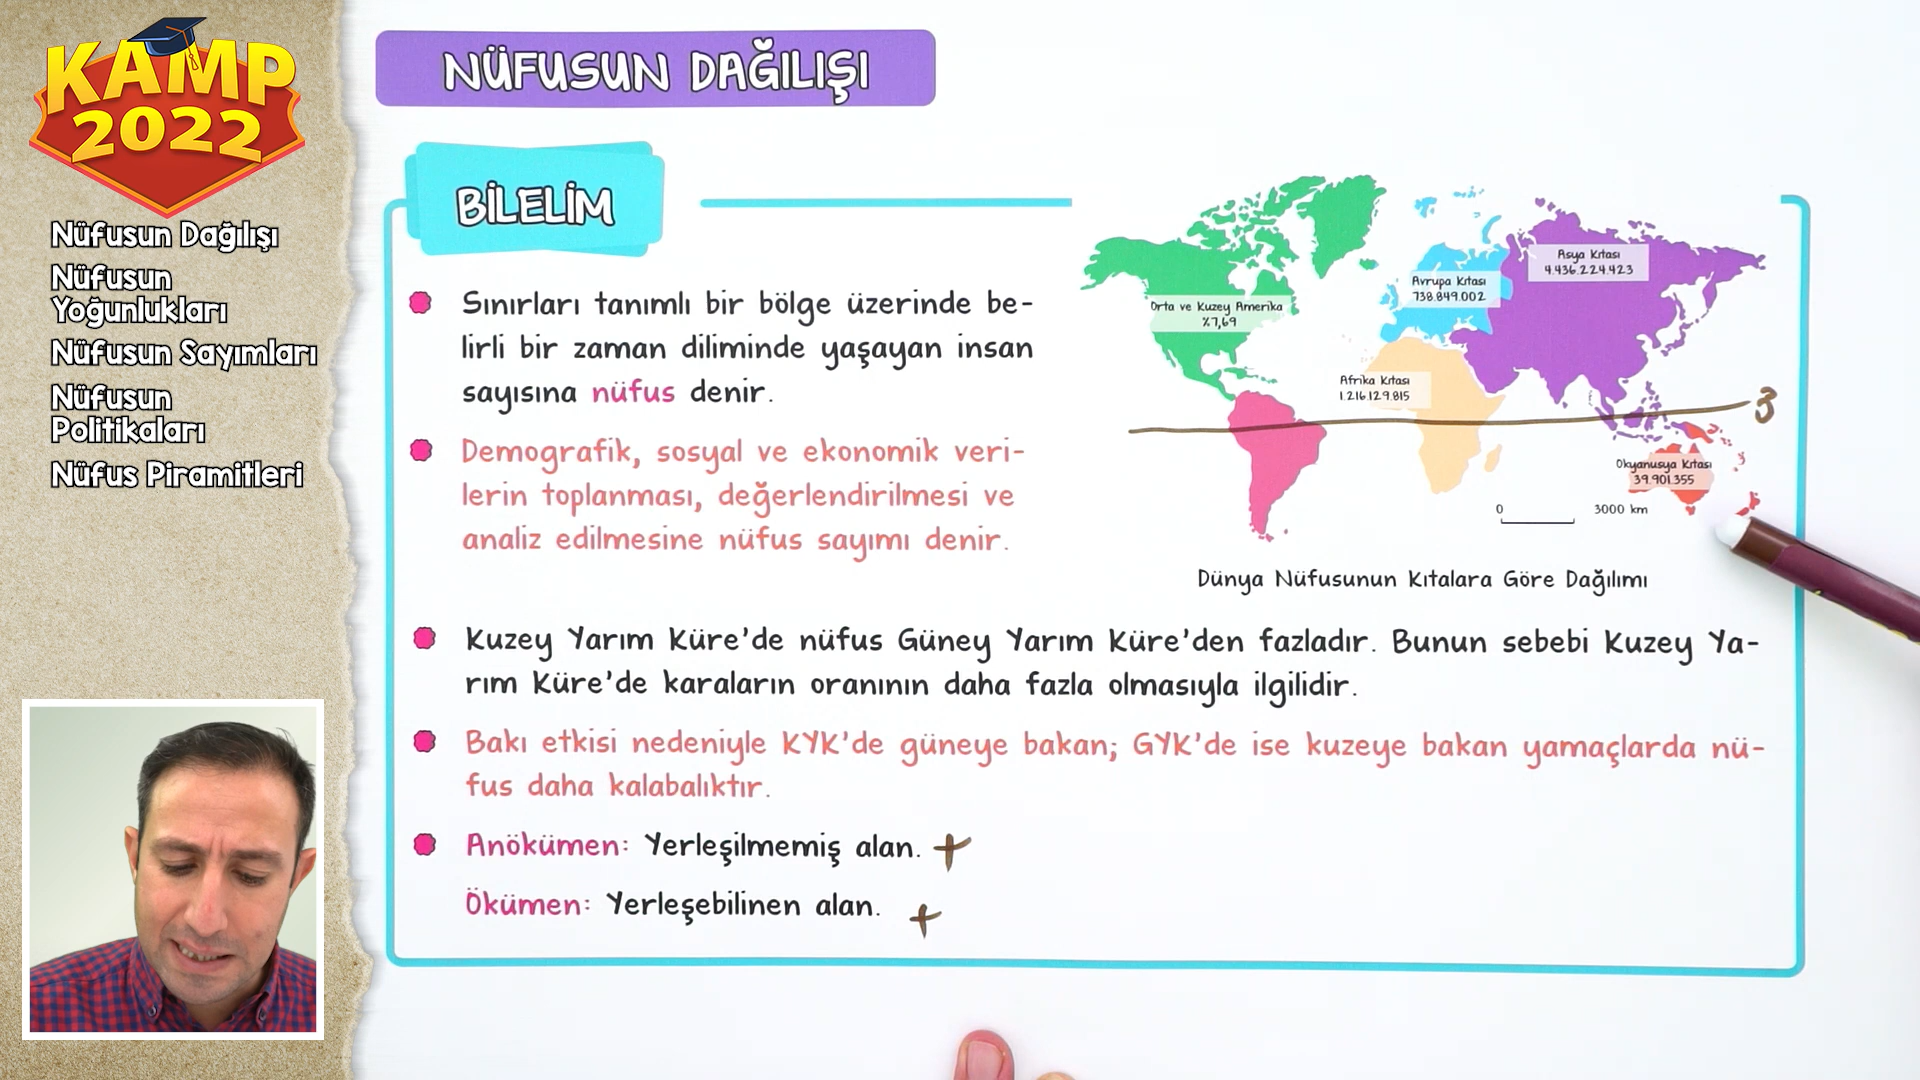 KAMP
2022
Nüfusun Dağılışı
Nüfusun
Yoğunlukları
Nüfusun Sayımları
Nüfusun
Politikaları
Nüfus Piramitleri
NÜFUSUN DAĞILIŞI
BİLELİM
Sınırları tanımlı bir bölge üzerinde be-
lirli bir zaman diliminde yaşayan insan
sayısına nüfus denir.
Demografik, sosyal ve ekonomik veri-
lerin toplanması, değerlendirilmesi ve
analiz edilmesine nüfus sayımı denir.
Orta ve Kuzey Amerika
%7,69
Avrupa Kıtası
738.849.002
Asya Kıtası
4.436.224.423
Afrika Kıtası
1.216.129.815
3
Okyanusya Kıtası
39.901.355
0 3000 km
Dünya Nüfusunun Kıtalara Göre Dağılımı
Kuzey Yarım Küre'de nüfus Güney Yarım Küre'den fazladır. Bunun sebebi Kuzey Ya-
rım Küre'de karaların oranının daha fazla olmasıyla ilgilidir.
Bakı etkisi nedeniyle KYK'de güneye bakan; GYK'de ise kuzeye bakan yamaçlarda nü-
fus daha kalabalıktır.
Anökümen: Yerleşilmemiş alan. +
Ökümen: Yerleşebilinen alan. +